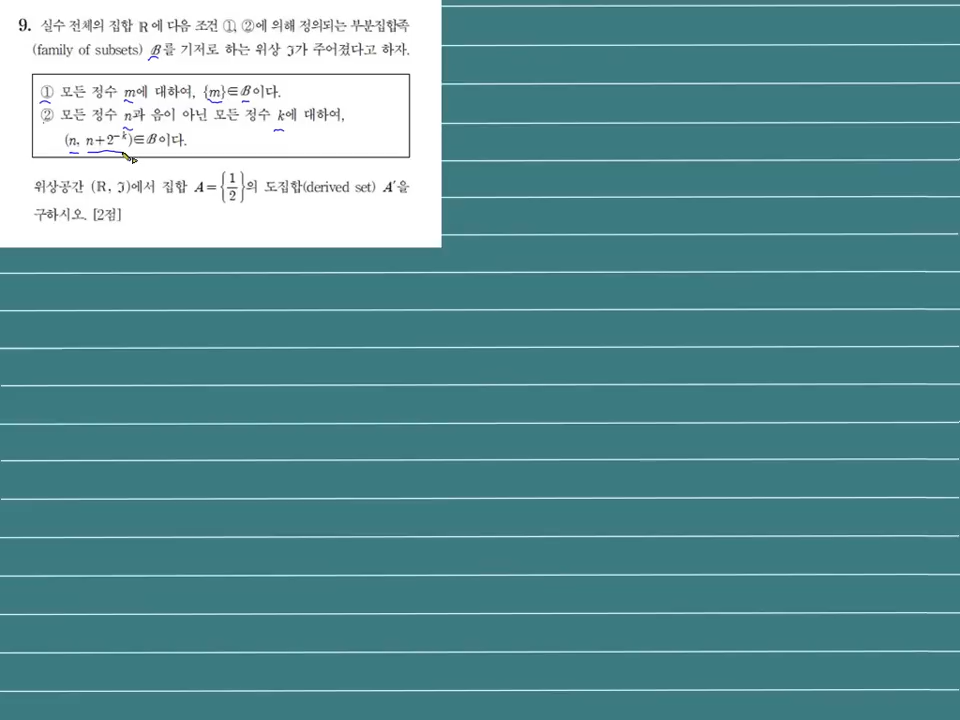 9. 실수 전체의 집합 ℝ에 다음 조건 ①, ②에 의해 정의되는 부분집합족
(family of subsets) ℬ를 기저로 하는 위상 ℑ가 주어졌다고 하자.
① 모든 정수 m에 대하여, {m}∈ℬ이다.
② 모든 정수 n과 음이 아닌 모든 정수 k에 대하여,
(n, n+2^{-k})∈ℬ이다.
위상공간 (ℝ, ℑ)에서 집합 A={1/2}의 도집합(derived set) A′을
구하시오. [2점]